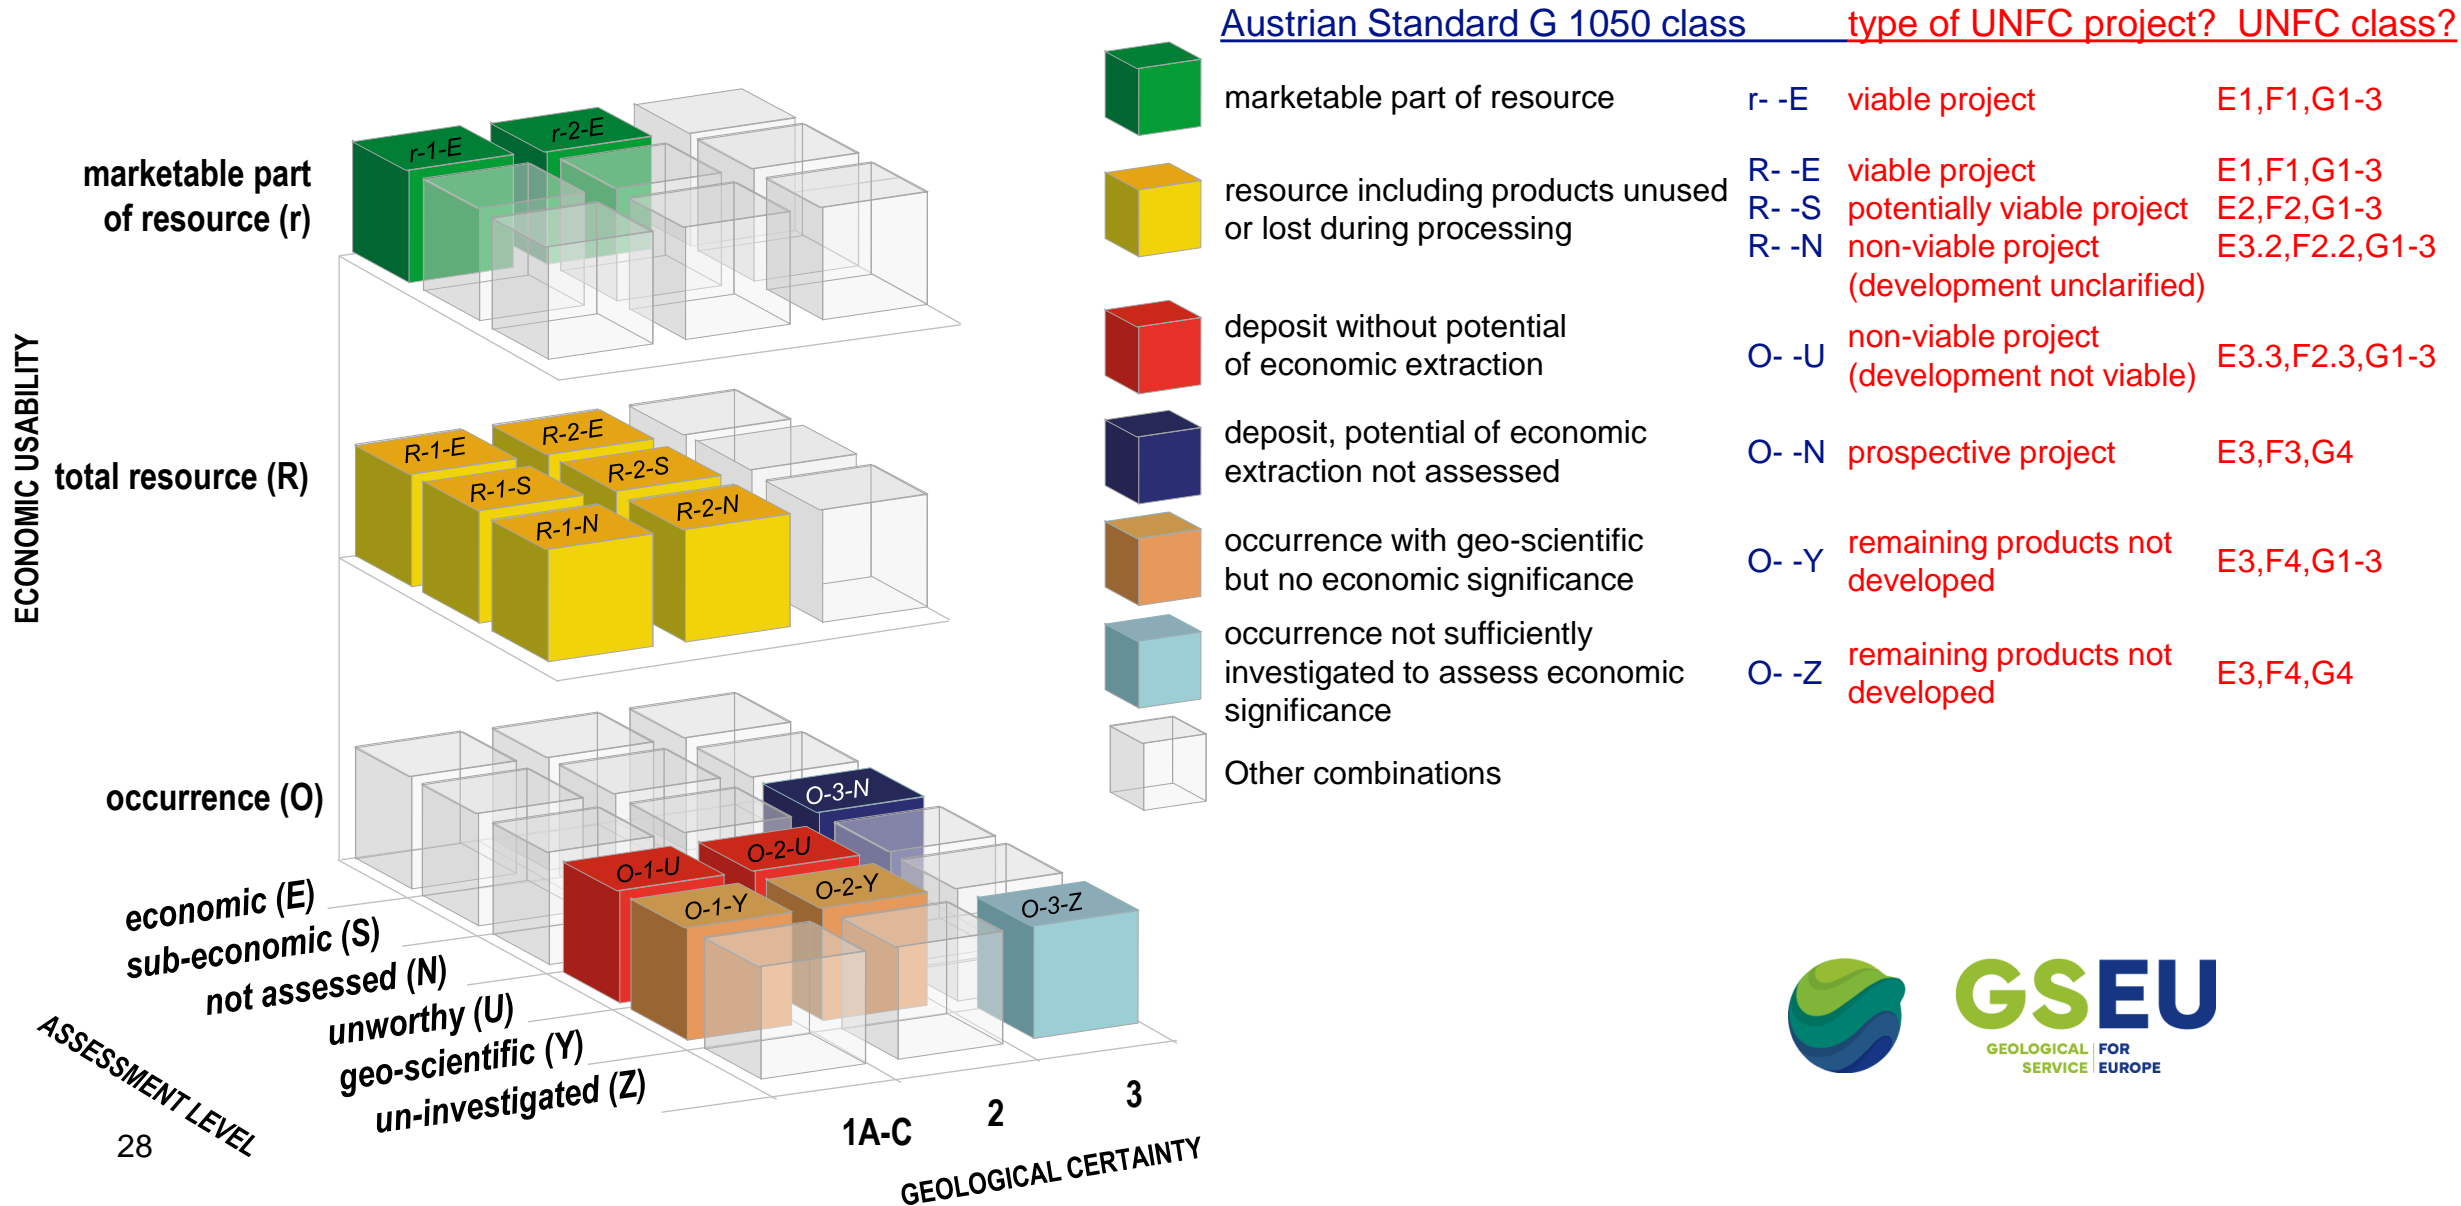 Austrian Standard G 1050 class type of UNFC project? UNFC class?
marketable part of resource r- -E viable project E1,F1,G1-3
resource including products unused
or lost during processing
R- -E viable project E1,F1,G1-3
R- -S potentially viable project E2,F2,G1-3
R- -N non-viable project E3.2,F2.2,G1-3
(development unclarified)
deposit without potential
of economic extraction
O- -U non-viable project E3.3,F2.3,G1-3
(development not viable)
deposit, potential of economic
extraction not assessed
O- -N prospective project E3,F3,G4
occurrence with geo-scientific
but no economic significance
O- -Y remaining products not E3,F4,G1-3
developed
occurrence not sufficiently
investigated to assess economic
significance
O- -Z remaining products not E3,F4,G4
developed
Other combinations
ECONOMIC USABILITY
marketable part
of resource (r)
r-1-E
r-2-E
total resource (R)
R-1-E
R-2-E
R-1-S
R-2-S
R-1-N
R-2-N
occurrence (O)
O-3-N
O-1-U
O-2-U
O-1-Y
O-2-Y
O-3-Z
economic (E)
sub-economic (S)
not assessed (N)
unworthy (U)
geo-scientific (Y)
un-investigated (Z)
ASSESSMENT LEVEL
1A-C
2
3
GEOLOGICAL CERTAINTY
28
GSEU
GEOLOGICAL FOR
SERVICE EUROPE